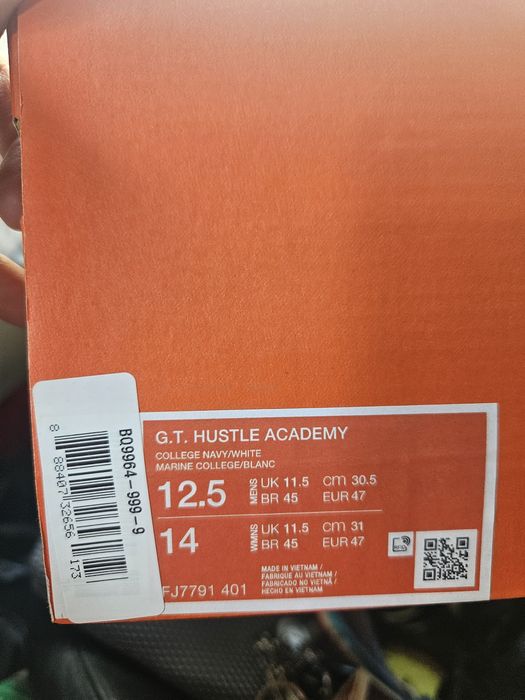 G.T. HUSTLE ACADEMY
COLLEGE NAVY/WHITE
MARINE COLLEGE/BLANC
12.5 MENS UK 11.5 cm 30.5
BR 45 EUR 47
14 WMNS UK 11.5 cm 31
BR 45 EUR 47
FJ7791 401
MADE IN VIETNAM /
FABRIQUÉ AU VIETNAM /
FABRICADO NO VIETNÃ /
HECHO EN VIETNAM
BQ9964-999-9
8 88407 32656 173